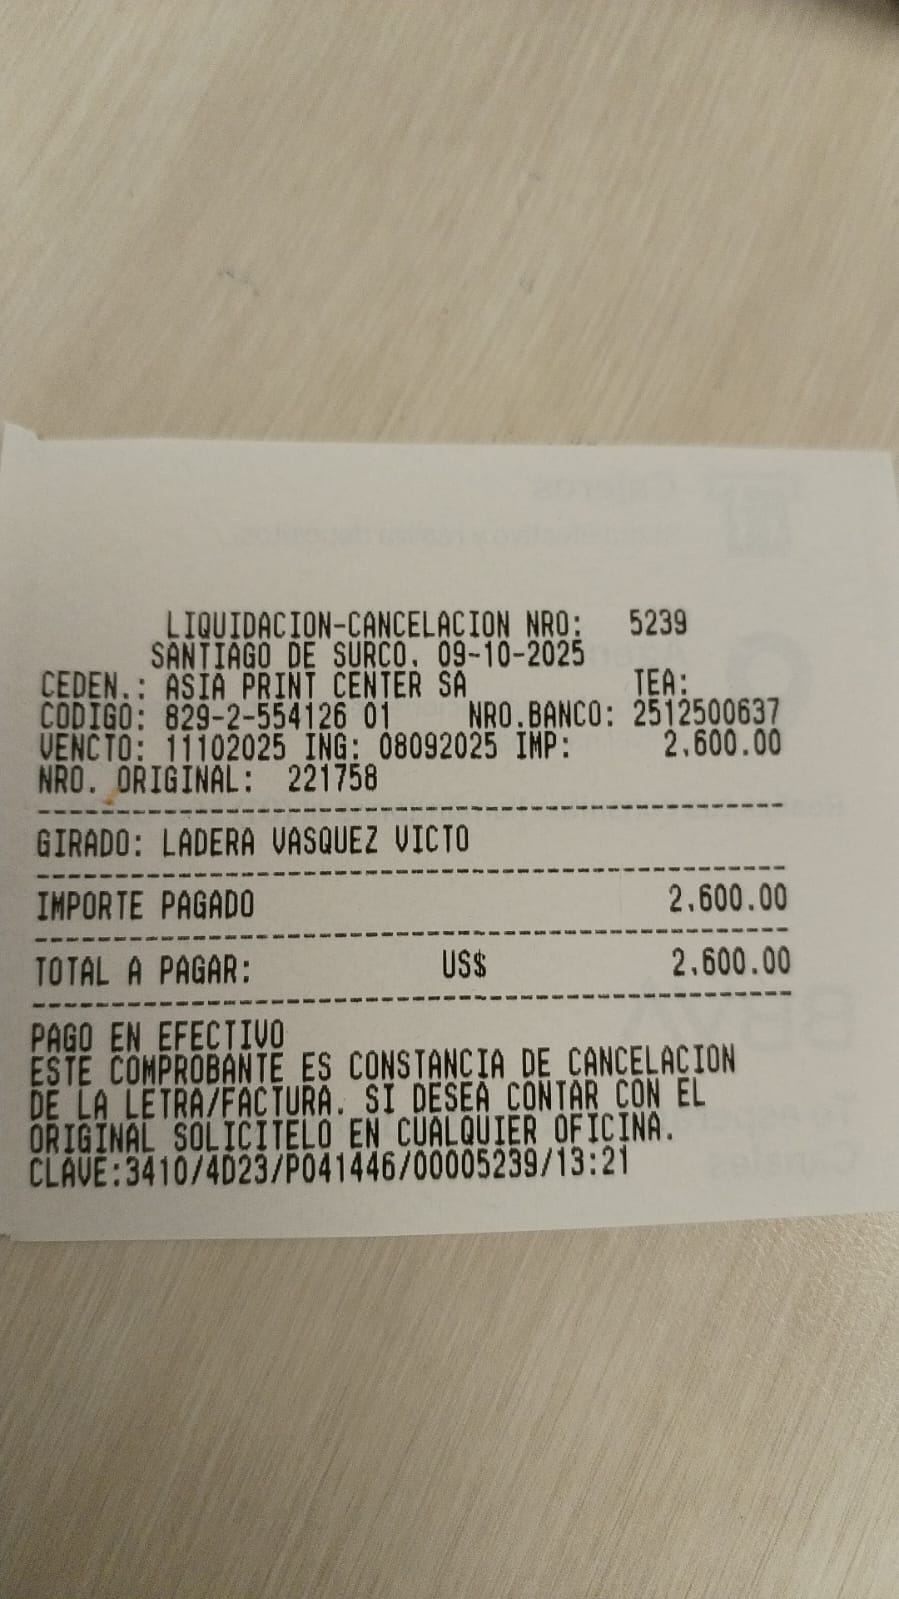 LIQUIDACION-CANCELACION NRO: 5239
SANTIAGO DE SURCO. 09-10-2025
CEDEN.: ASIA PRINT CENTER SA TEA:
CODIGO: 829-2-554126 01 NRO.BANCO: 2512500637
VENCTO: 11102025 ING: 08092025 IMP: 2.600.00
NRO. ORIGINAL: 221758
GIRADO: LADERA VASQUEZ VICTO
IMPORTE PAGADO 2.600.00
TOTAL A PAGAR: US$ 2.600.00
PAGO EN EFECTIVO
ESTE COMPROBANTE ES CONSTANCIA DE CANCELACION
DE LA LETRA/FACTURA. SI DESEA CONTAR CON EL
ORIGINAL SOLICITELO EN CUALQUIER OFICINA.
CLAVE:3410/4D23/P041446/00005239/13:21